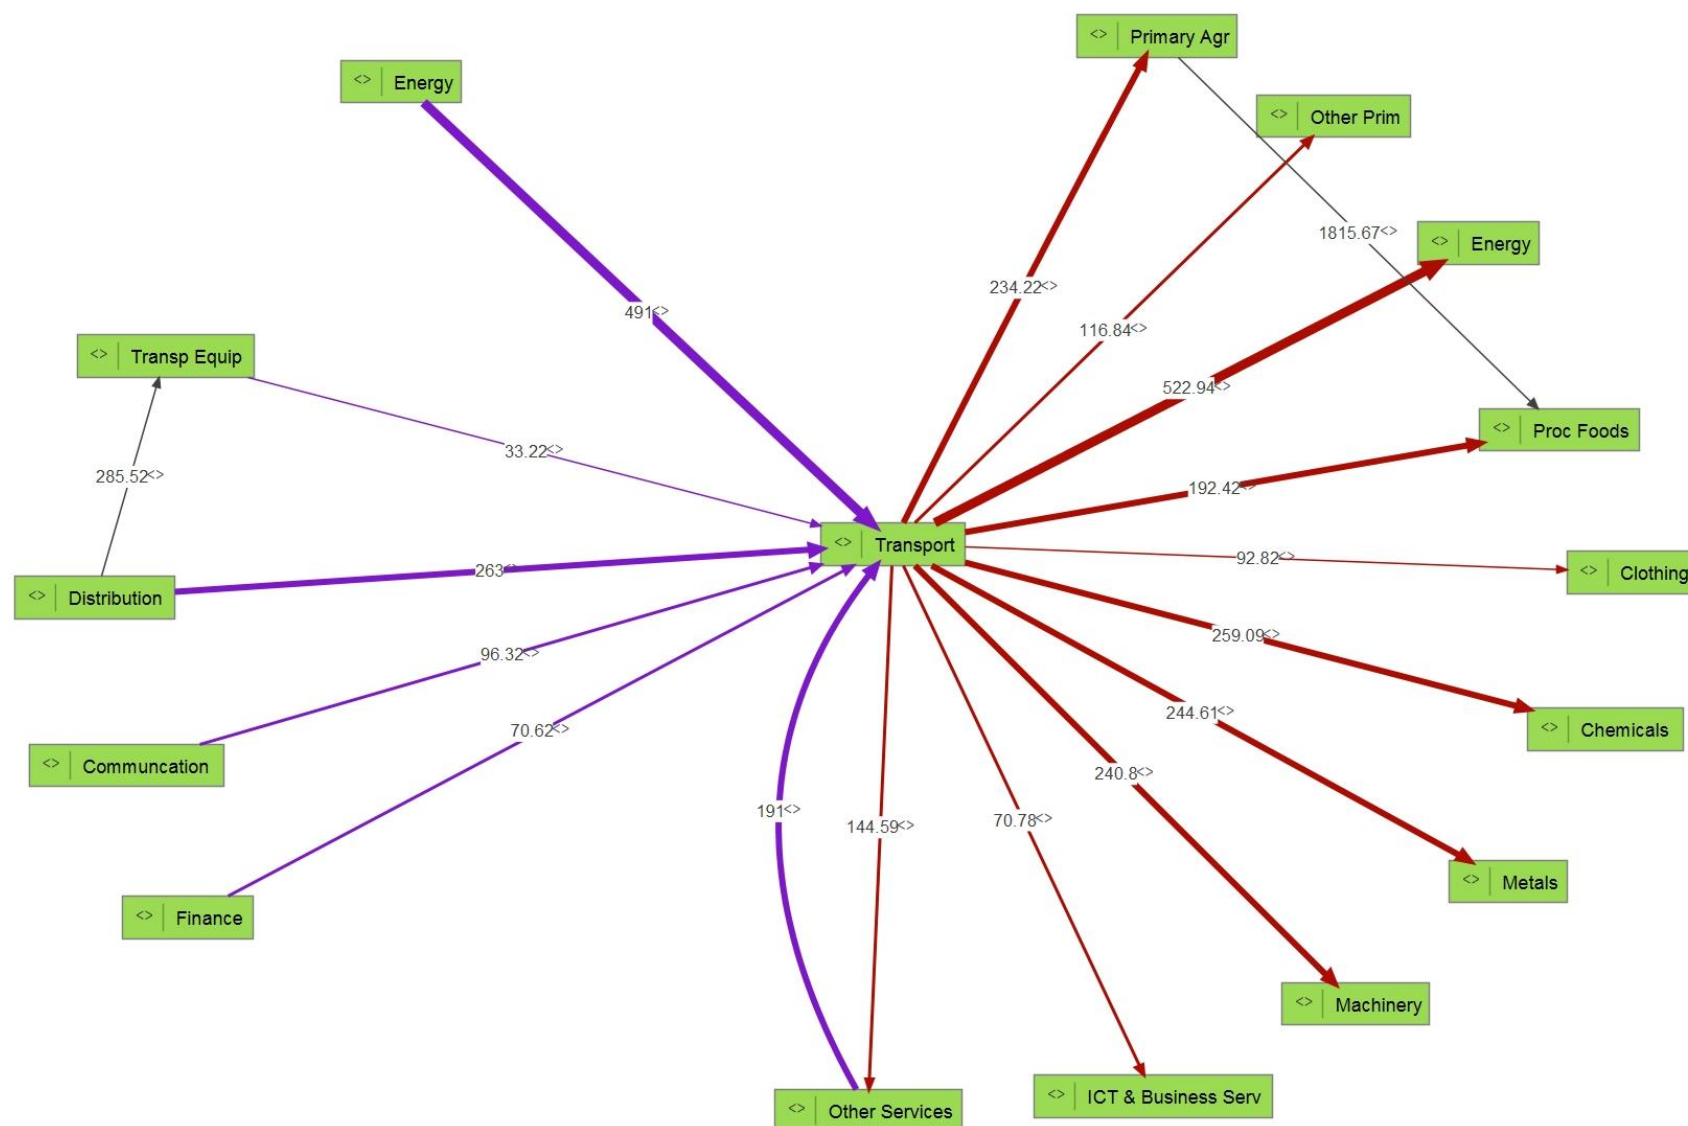 <> Primary Agr
<> Energy
<> Other Prim
1815.67<>
<> Energy
234.22<>
491<>
116.84<>
<> Transp Equip
522.94<>
<> Proc Foods
33.22<>
285.52<>
192.42<>
<> Transport
92.82<>
263<>
<> Clothing
<> Distribution
259.09<>
96.32<>
244.61<>
70.62<>
<> Chemicals
<> Communcation
240.8<>
191<>
144.59<>
70.78<>
<> Metals
<> Finance
<> Machinery
<> ICT & Business Serv
<> Other Services